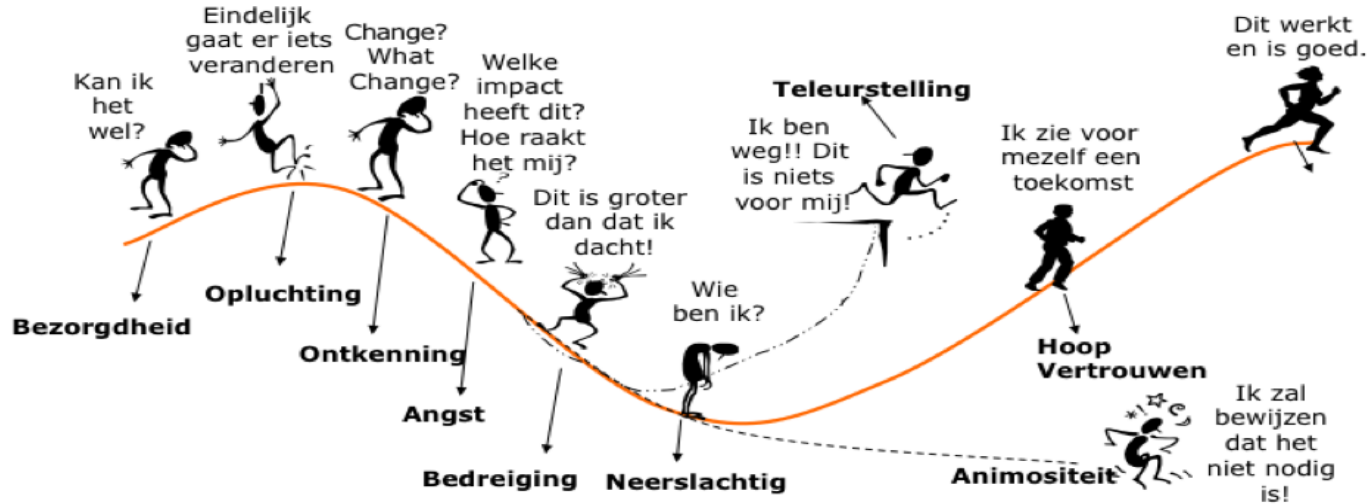 Kan ik
het
wel?
Eindelijk
gaat er iets
veranderen
Change?
What
Change?
Welke
impact
heeft dit?
Hoe raakt
het mij?
?
Dit is groter
dan dat ik
dacht!
Wie
ben ik?
Teleurstelling
Ik ben
weg!! Dit
is niets
voor mij!
Ik zie voor
mezelf een
toekomst
Dit werkt
en is goed.
Bezorgdheid
Opluchting
Ontkenning
Angst
Bedreiging
Neerslachtig
Hoop
Vertrouwen
Animositeit
Ik zal
bewijzen
dat het
niet nodig
is!